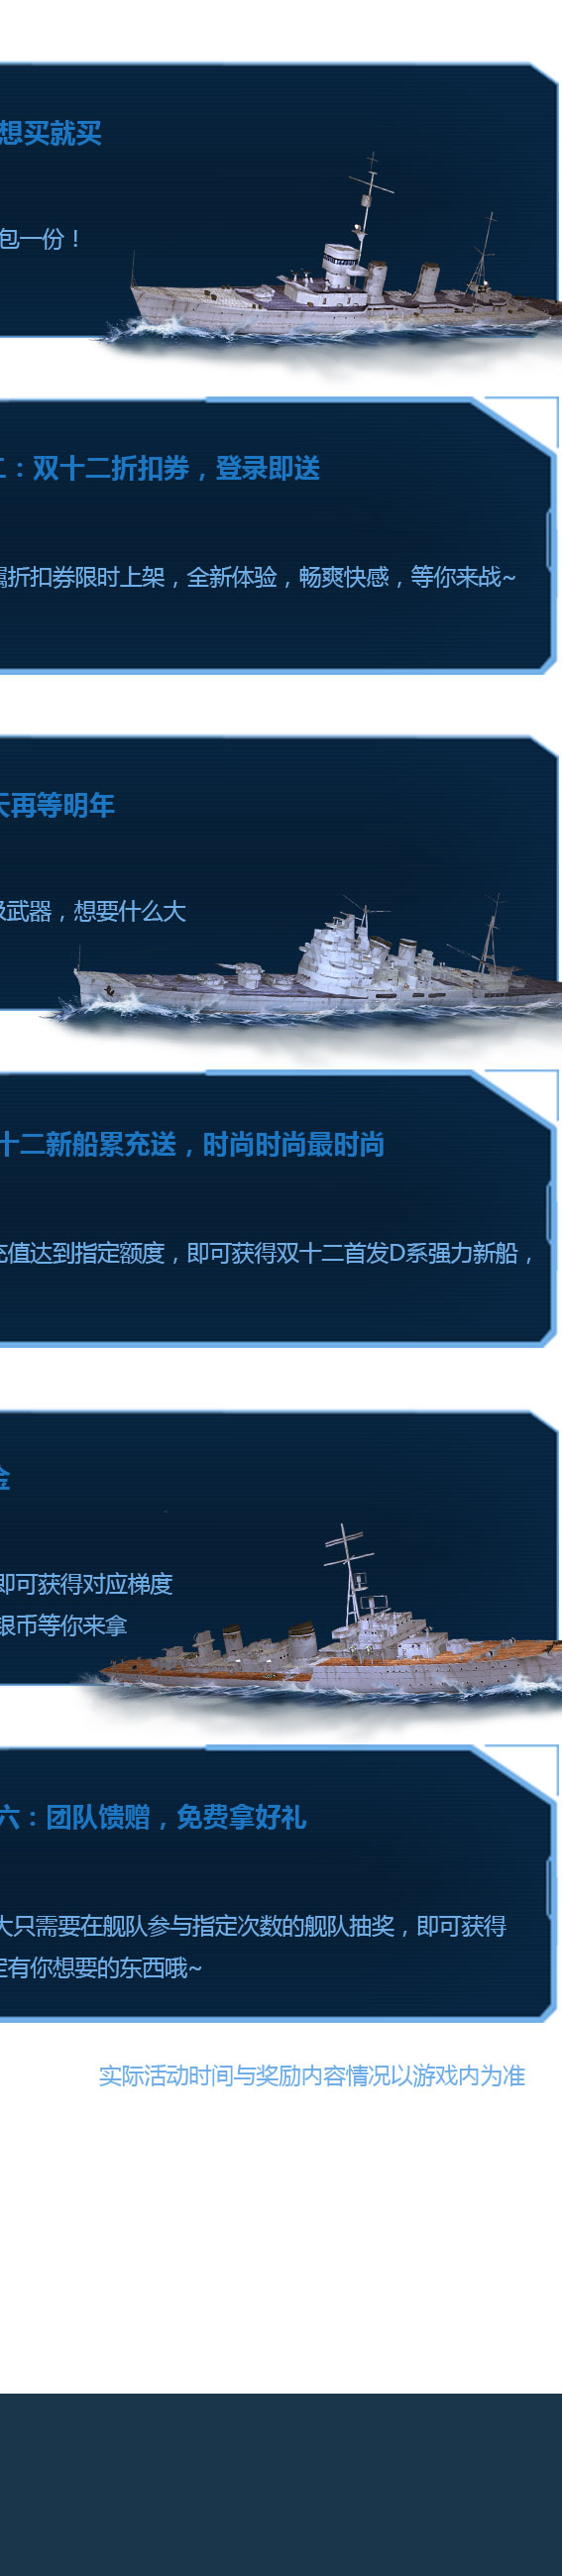 想买就买
包一份！
二：双十二折扣券，登录即送
属折扣券限时上架，全新体验，畅爽快感，等你来战~
天再等明年
级武器，想要什么大
十二新船累充送，时尚时尚最时尚
充值达到指定额度，即可获得双十二首发D系强力新船，
金
即可获得对应梯度
银币等你来拿
六：团队馈赠，免费拿好礼
大只需要在舰队参与指定次数的舰队抽奖，即可获得
定有你想要的东西哦~
实际活动时间与奖励内容情况以游戏内为准